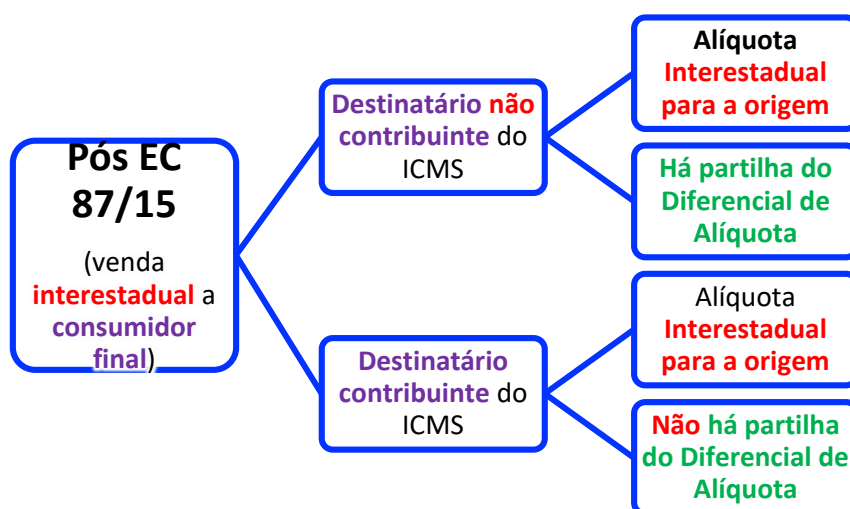 Pós EC
87/15
(venda
interestadual a
consumidor
final)
Destinatário não
contribuinte do
ICMS
Alíquota
Interestadual
para a origem
Há partilha do
Diferencial de
Alíquota
Destinatário
contribuinte do
ICMS
Alíquota
Interestadual
para a origem
Não há partilha
do Diferencial de
Alíquota